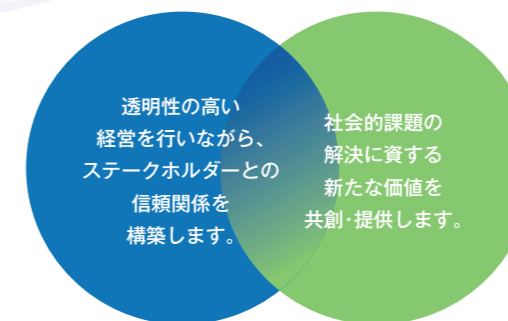 透明性の高い
経営を行いながら、
ステークホルダーとの
信頼関係を
構築します。
社会的課題の
解決に資する
新たな価値を
共創・提供します。